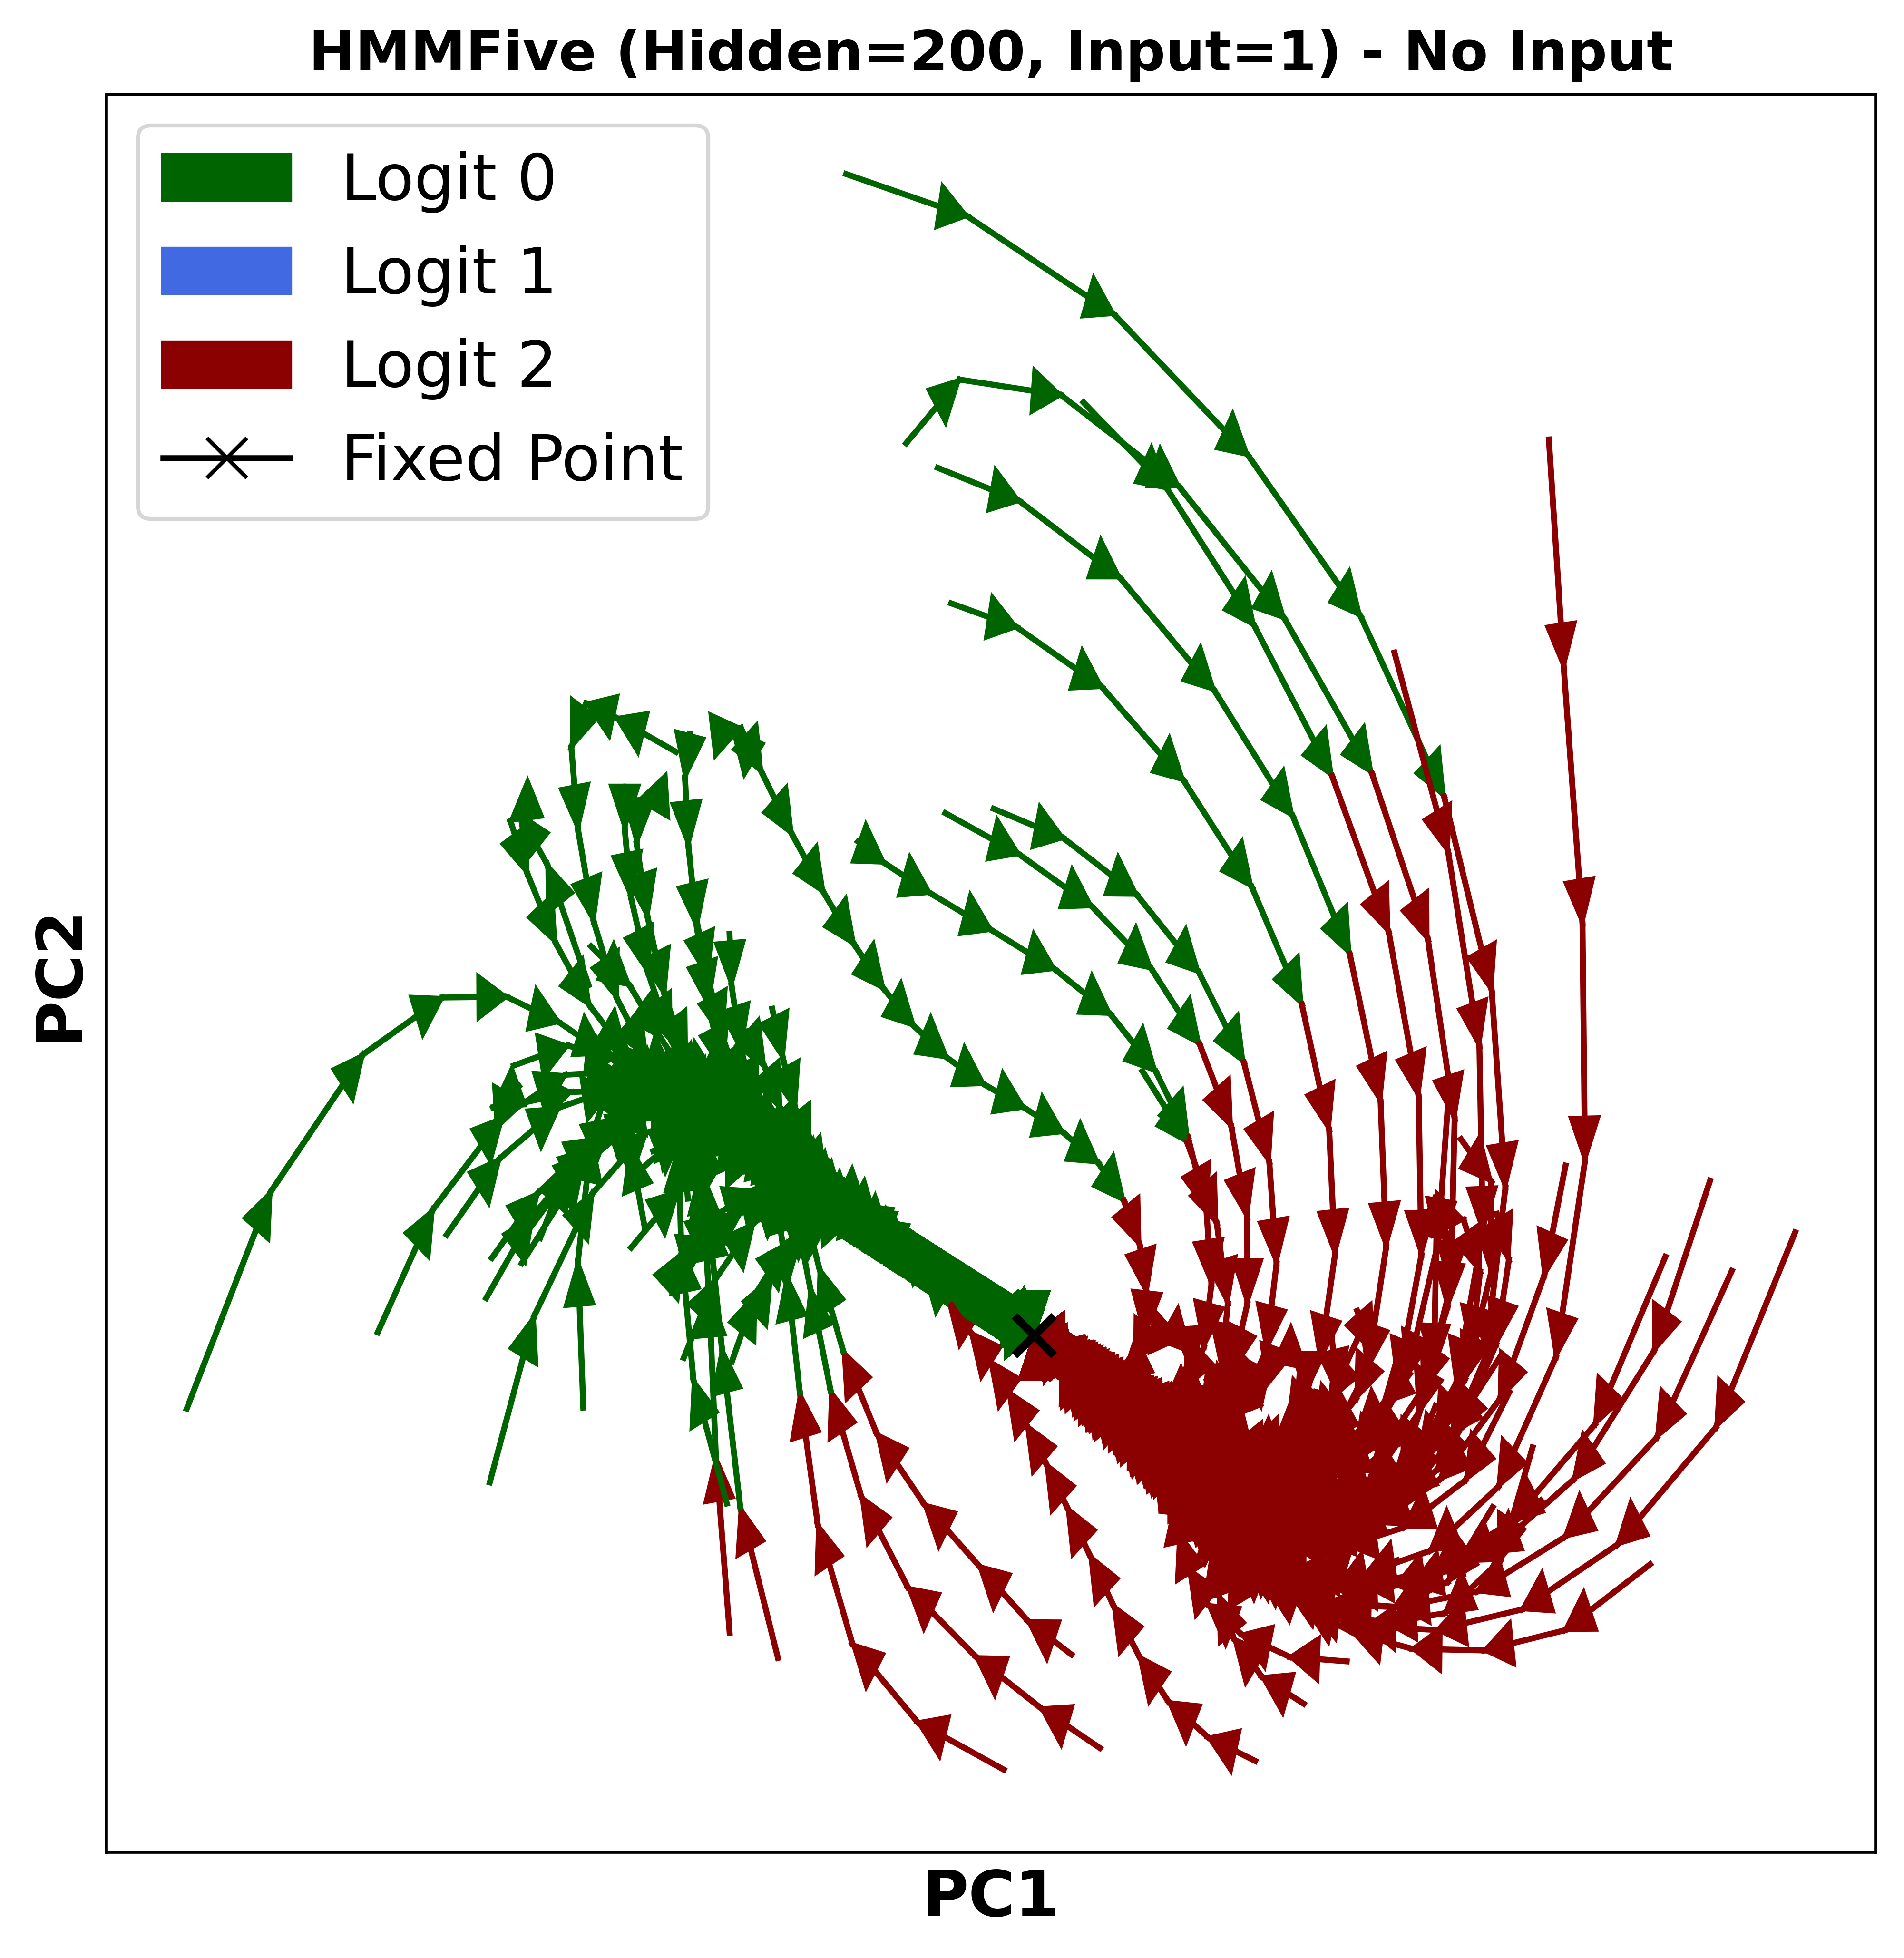 HMMFive (Hidden=200, Input=1) - No Input
Logit 0
Logit 1
Logit 2
Fixed Point
PC2
PC1